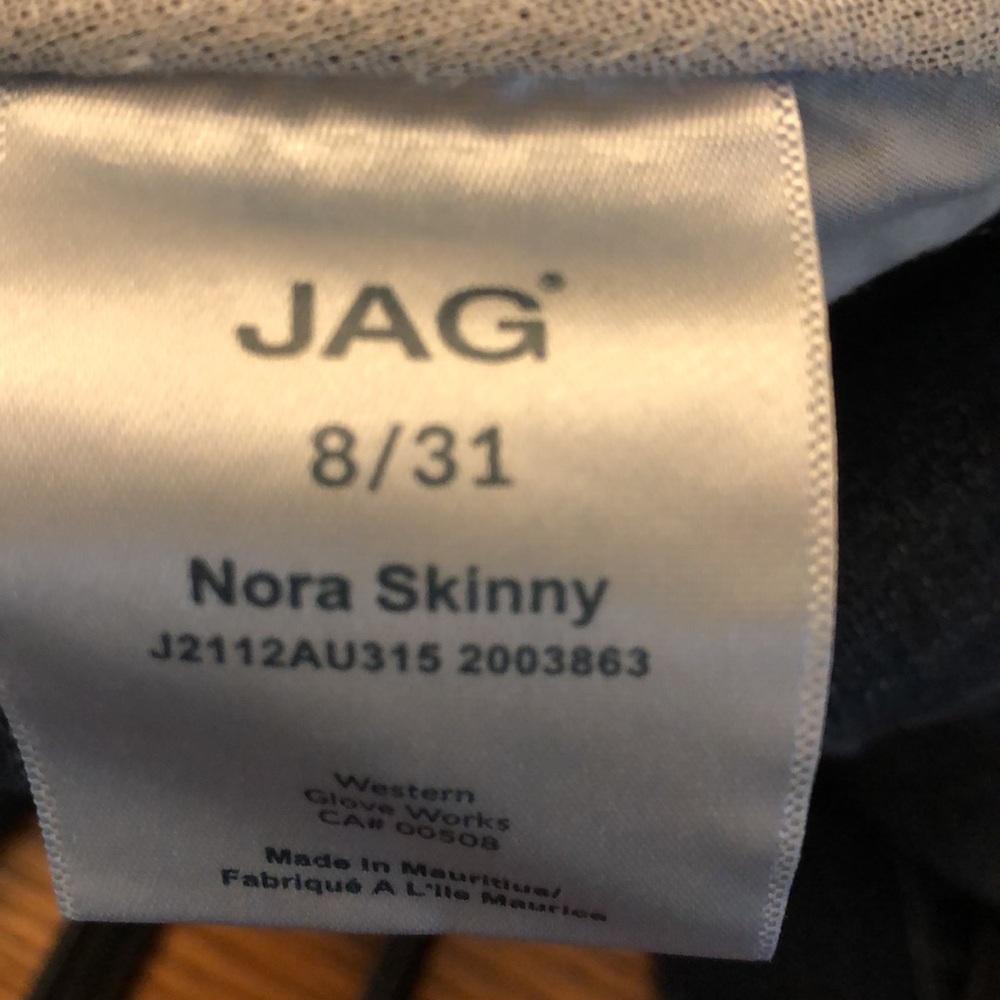 JAG®
8/31
Nora Skinny
J2112AU315 2003863
Western
Glove Works
CA# 00508
Made In Mauritius/
Fabriqué A L'Ile Maurice